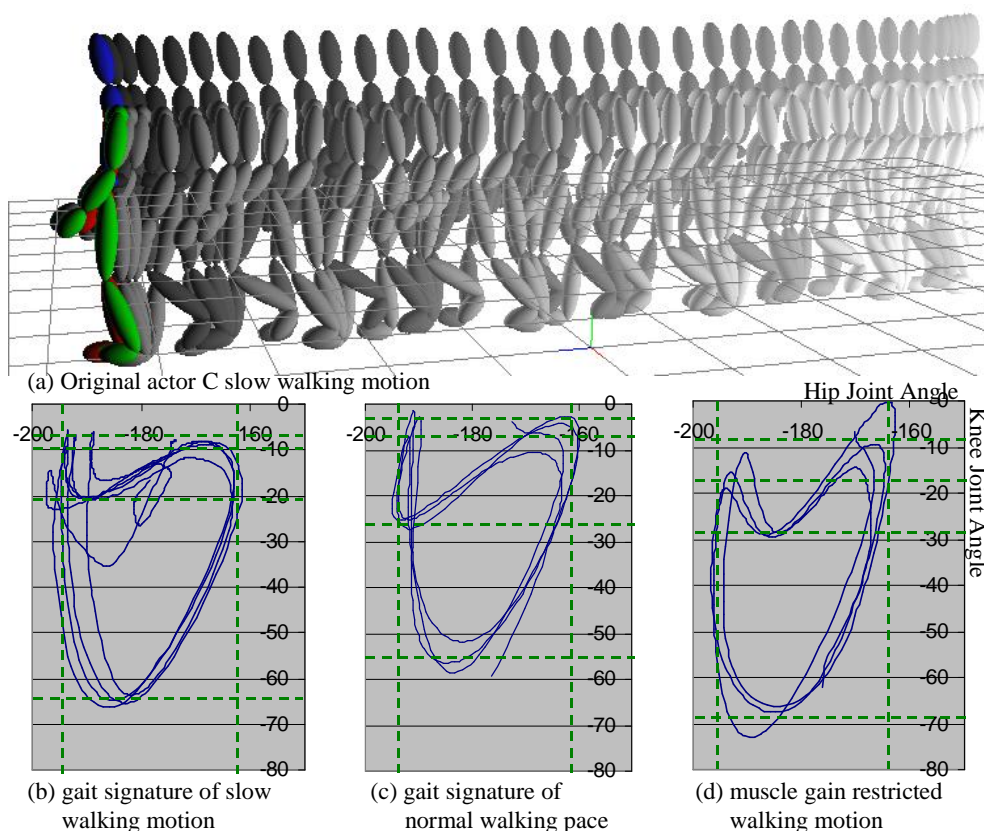 (a) Original actor C slow walking motion
Hip Joint Angle
Knee Joint Angle
-200 -180 -160 0
-10
-20
-30
-40
-50
-60
-70
-80
-200 -180 -160 0
-10
-20
-30
-40
-50
-60
-70
-80
-200 -180 -160 0
-10
-20
-30
-40
-50
-60
-70
-80
(b) gait signature of slow
walking motion
(c) gait signature of
normal walking pace
(d) muscle gain restricted
walking motion